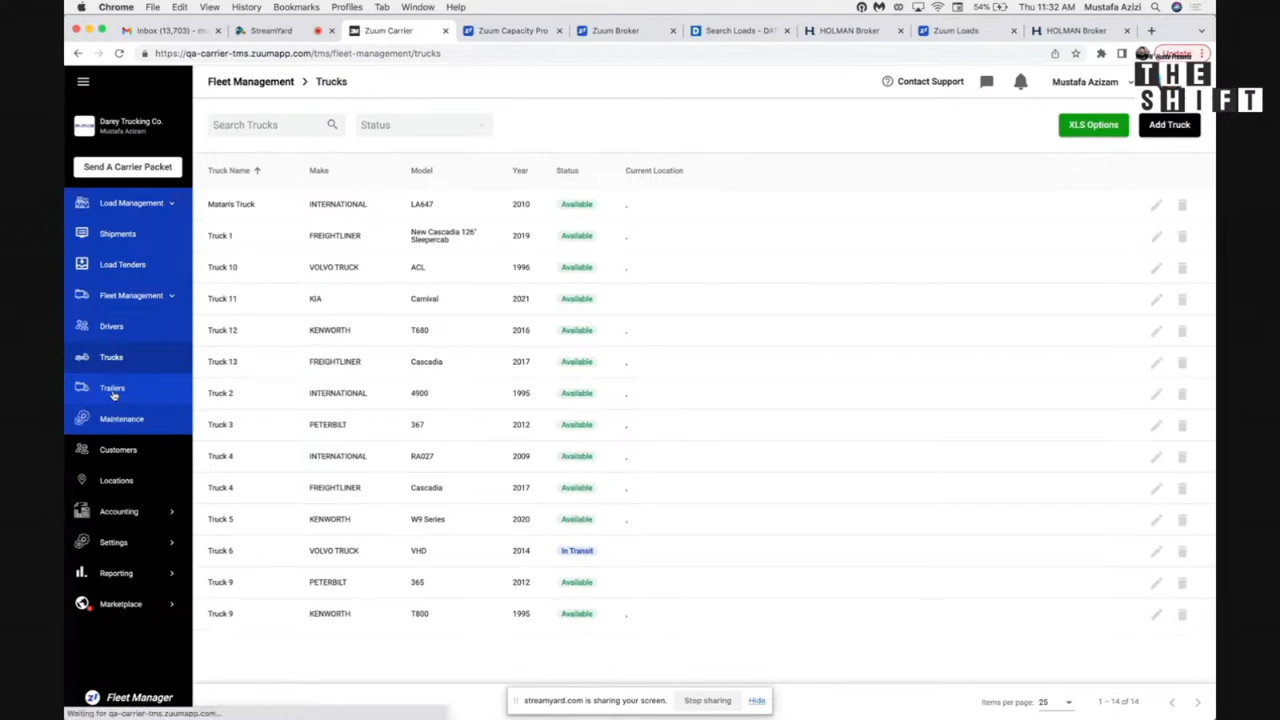 Chrome File Edit View History Bookmarks Profiles Tab Window Help 54% Thu 11:32 AM Mustafa Azizi
Inbox (13,703) – m StreamYard Zuum Carrier Zuum Capacity Pro Zuum Broker Search Loads - DAT HOLMAN Broker Zuum Loads HOLMAN Broker
https://qa-carrier-tms.zuumapp.com/tms/fleet-management/trucks Update
THE
SHIFT
Fleet Management > Trucks Contact Support Mustafa Azizam
Darey Trucking Co.
Mustafa Azizam
Send A Carrier Packet
Load Management
Shipments
Load Tenders
Fleet Management
Drivers
Trucks
Trailers
Maintenance
Customers
Locations
Accounting
Settings
Reporting
Marketplace
Fleet Manager
Search Trucks Status XLS Options Add Truck
Truck Name Make Model Year Status Current Location
Matan's Truck INTERNATIONAL LA647 2010 Available ,
Truck 1 FREIGHTLINER New Cascadia 126" Sleepercab 2019 Available ,
Truck 10 VOLVO TRUCK ACL 1996 Available ,
Truck 11 KIA Carnival 2021 Available ,
Truck 12 KENWORTH T680 2016 Available ,
Truck 13 FREIGHTLINER Cascadia 2017 Available ,
Truck 2 INTERNATIONAL 4900 1995 Available ,
Truck 3 PETERBILT 367 2012 Available ,
Truck 4 INTERNATIONAL RA027 2009 Available ,
Truck 4 FREIGHTLINER Cascadia 2017 Available ,
Truck 5 KENWORTH W9 Series 2020 Available ,
Truck 6 VOLVO TRUCK VHD 2014 In Transit ,
Truck 9 PETERBILT 365 2012 Available ,
Truck 9 KENWORTH T800 1995 Available ,
streamyard.com is sharing your screen. Stop sharing Hide
Items per page: 25 1 – 14 of 14
Waiting for qa-carrier-tms.zuumapp.com...